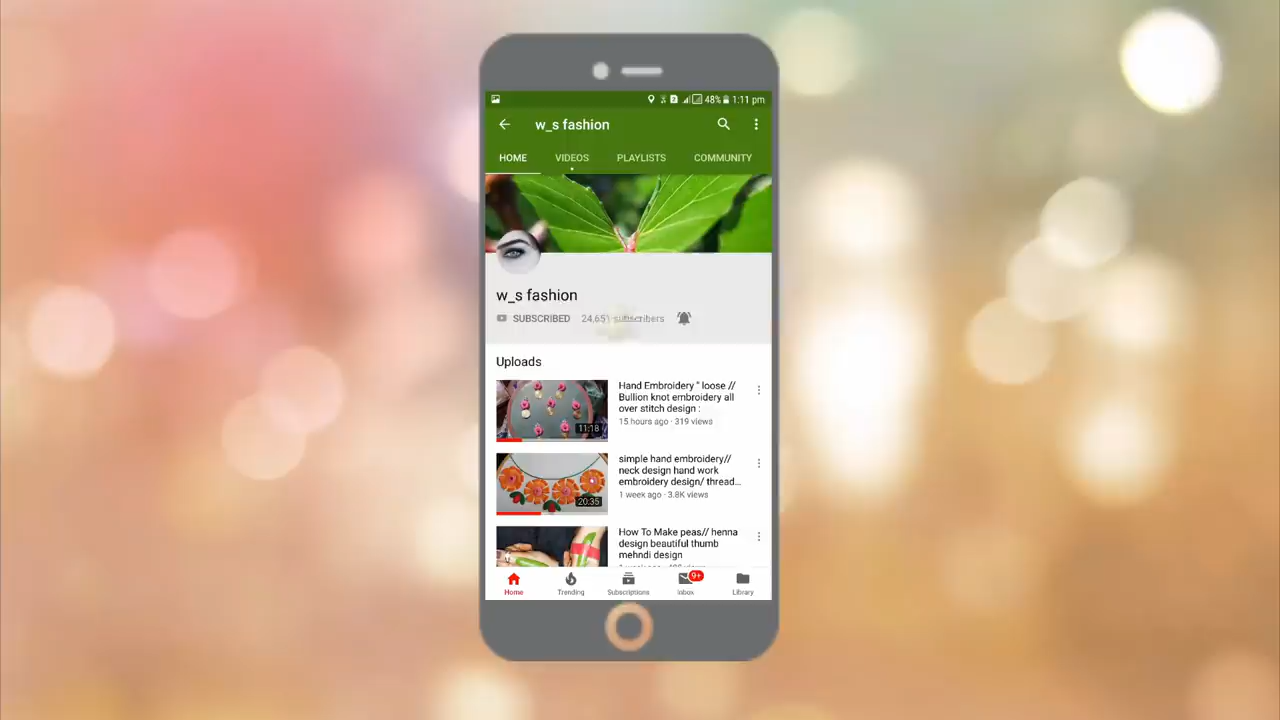 48% 1:11 pm
w_s fashion
HOME VIDEOS PLAYLISTS COMMUNITY
w_s fashion
SUBSCRIBED 24,651 subscribers
Uploads
Hand Embroidery " loose //
Bullion knot embroidery all
over stitch design :
15 hours ago · 319 views
11:18
simple hand embroidery//
neck design hand work
embroidery design/ thread...
1 week ago · 3.8K views
20:35
How To Make peas// henna
design beautiful thumb
mehndi design
9+
Home Trending Subscriptions Inbox Library